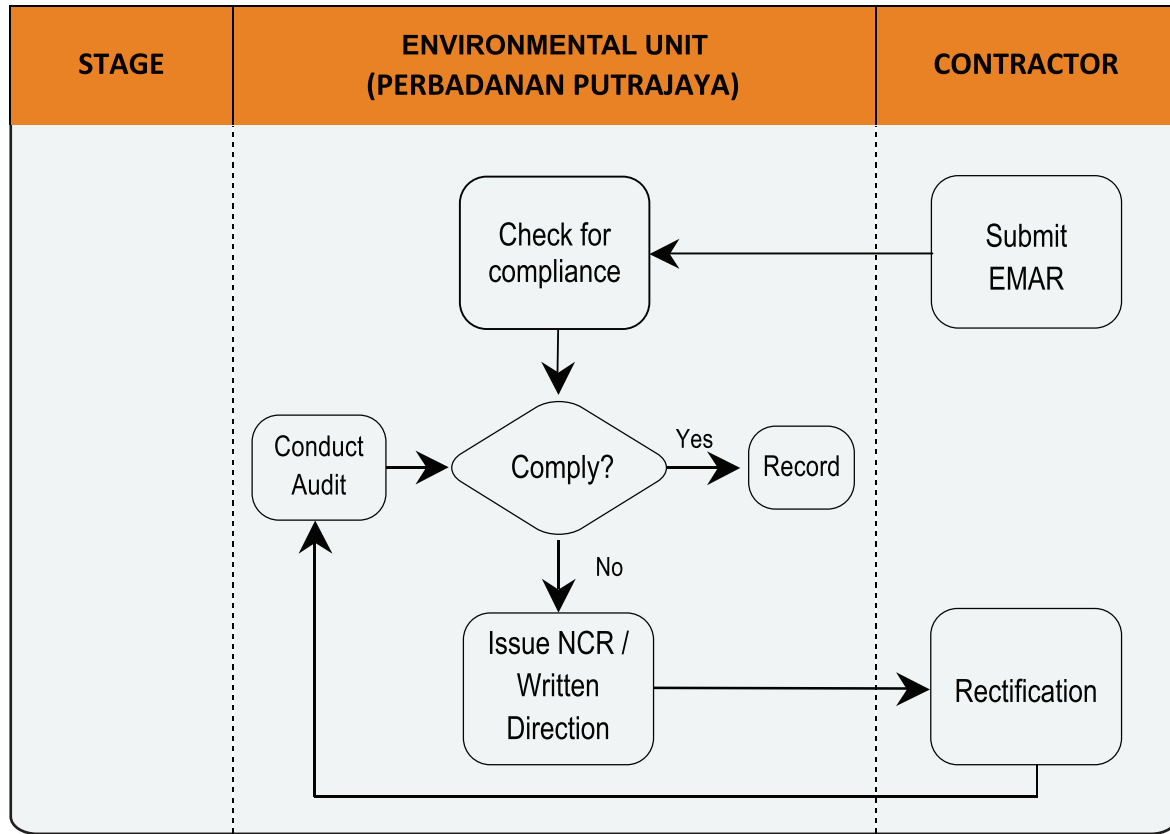 STAGE
ENVIRONMENTAL UNIT
(PERBADANAN PUTRAJAYA)
CONTRACTOR
Check for
compliance
Submit
EMAR
Conduct
Audit
Comply?
Yes
Record
No
Issue NCR /
Written
Direction
Rectification